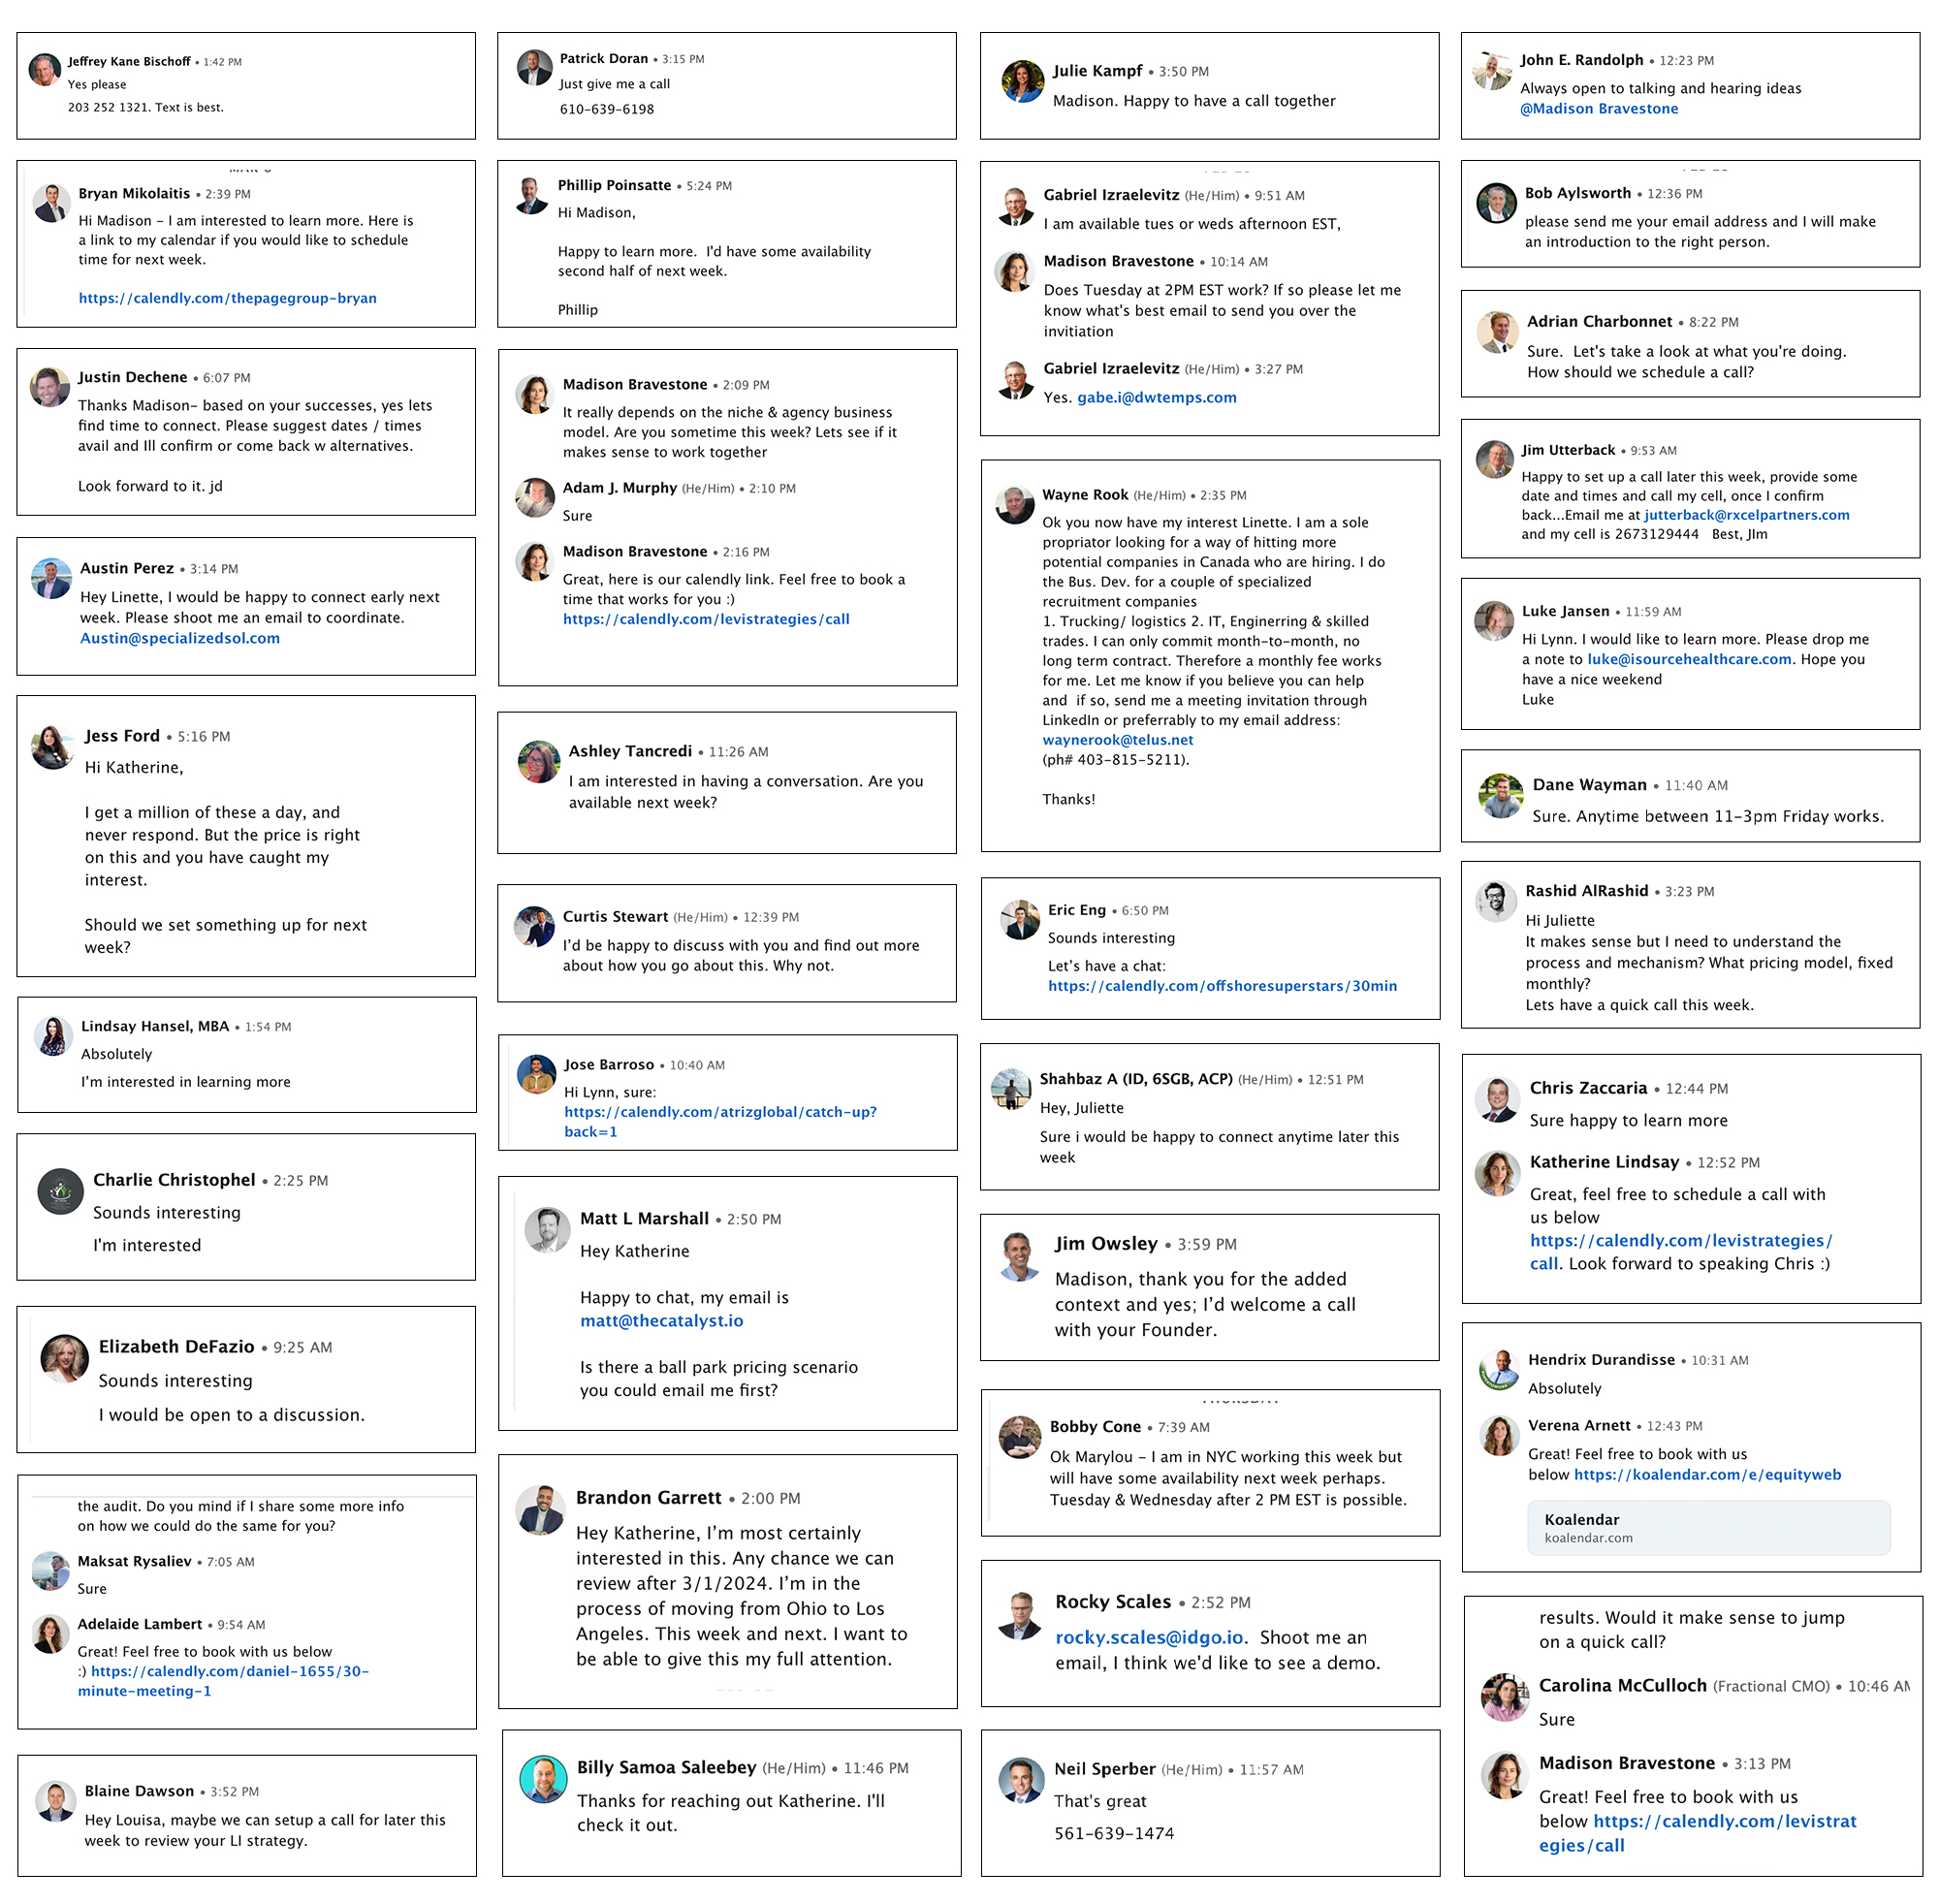 Jeffrey Kane Bischoff • 1:42 PM
Yes please
203 252 1321. Text is best.
Bryan Mikolaitis • 2:39 PM
Hi Madison - I am interested to learn more. Here is
a link to my calendar if you would like to schedule
time for next week.
https://calendly.com/thepagegroup-bryan
Justin Dechene • 6:07 PM
Thanks Madison- based on your successes, yes lets
find time to connect. Please suggest dates / times
avail and Ill confirm or come back w alternatives.
Look forward to it. jd
Austin Perez • 3:14 PM
Hey Linette, I would be happy to connect early next
week. Please shoot me an email to coordinate.
Austin@specializedsol.com
Jess Ford • 5:16 PM
Hi Katherine,
I get a million of these a day, and
never respond. But the price is right
on this and you have caught my
interest.
Should we set something up for next
week?
Lindsay Hansel, MBA • 1:54 PM
Absolutely
I'm interested in learning more
Charlie Christophel • 2:25 PM
Sounds interesting
I'm interested
Elizabeth DeFazio • 9:25 AM
Sounds interesting
I would be open to a discussion.
the audit. Do you mind if I share some more info
on how we could do the same for you?
Maksat Rysaliev • 7:05 AM
Sure
Adelaide Lambert • 9:54 AM
Great! Feel free to book with us below
:) https://calendly.com/daniel-1655/30-
minute-meeting-1
Blaine Dawson • 3:52 PM
Hey Louisa, maybe we can setup a call for later this
week to review your LI strategy.
Patrick Doran • 3:15 PM
Just give me a call
610-639-6198
Phillip Poinsatte • 5:24 PM
Hi Madison,
Happy to learn more.  I'd have some availability
second half of next week.
Phillip
Madison Bravestone • 2:09 PM
It really depends on the niche & agency business
model. Are you sometime this week? Lets see if it
makes sense to work together
Adam J. Murphy (He/Him) • 2:10 PM
Sure
Madison Bravestone • 2:16 PM
Great, here is our calendly link. Feel free to book a
time that works for you :)
https://calendly.com/levistrategies/call
Ashley Tancredi • 11:26 AM
I am interested in having a conversation. Are you
available next week?
Curtis Stewart (He/Him) • 12:39 PM
I'd be happy to discuss with you and find out more
about how you go about this. Why not.
Jose Barroso • 10:40 AM
Hi Lynn, sure:
https://calendly.com/atrizglobal/catch-up?
back=1
Matt L Marshall • 2:50 PM
Hey Katherine
Happy to chat, my email is
matt@thecatalyst.io
Is there a ball park pricing scenario
you could email me first?
Brandon Garrett • 2:00 PM
Hey Katherine, I'm most certainly
interested in this. Any chance we can
review after 3/1/2024. I'm in the
process of moving from Ohio to Los
Angeles. This week and next. I want to
be able to give this my full attention.
Billy Samoa Saleebey (He/Him) • 11:46 PM
Thanks for reaching out Katherine. I'll
check it out.
Julie Kampf • 3:50 PM
Madison. Happy to have a call together
Gabriel Izraelevitz (He/Him) • 9:51 AM
I am available tues or weds afternoon EST,
Madison Bravestone • 10:14 AM
Does Tuesday at 2PM EST work? If so please let me
know what's best email to send you over the
invitiation
Gabriel Izraelevitz (He/Him) • 3:27 PM
Yes. gabe.i@dwtemps.com
Wayne Rook (He/Him) • 2:35 PM
Ok you now have my interest Linette. I am a sole
propriator looking for a way of hitting more
potential companies in Canada who are hiring. I do
the Bus. Dev. for a couple of specialized
recruitment companies
1. Trucking/ logistics 2. IT, Enginerring & skilled
trades. I can only commit month-to-month, no
long term contract. Therefore a monthly fee works
for me. Let me know if you believe you can help
and  if so, send me a meeting invitation through
LinkedIn or preferrably to my email address:
waynerook@telus.net
(ph# 403-815-5211).
Thanks!
Eric Eng • 6:50 PM
Sounds interesting
Let's have a chat:
https://calendly.com/offshoresuperstars/30min
Shahbaz A (ID, 6SGB, ACP) (He/Him) • 12:51 PM
Hey, Juliette
Sure i would be happy to connect anytime later this
week
Jim Owsley • 3:59 PM
Madison, thank you for the added
context and yes; I'd welcome a call
with your Founder.
THURSDAY
Bobby Cone • 7:39 AM
Ok Marylou - I am in NYC working this week but
will have some availability next week perhaps.
Tuesday & Wednesday after 2 PM EST is possible.
Rocky Scales • 2:52 PM
rocky.scales@idgo.io.  Shoot me an
email, I think we'd like to see a demo.
Neil Sperber (He/Him) • 11:57 AM
That's great
561-639-1474
John E. Randolph • 12:23 PM
Always open to talking and hearing ideas
@Madison Bravestone
Bob Aylsworth • 12:36 PM
please send me your email address and I will make
an introduction to the right person.
Adrian Charbonnet • 8:22 PM
Sure.  Let's take a look at what you're doing.
How should we schedule a call?
Jim Utterback • 9:53 AM
Happy to set up a call later this week, provide some
date and times and call my cell, once I confirm
back...Email me at jutterback@rxcelpartners.com
and my cell is 2673129444   Best, JIm
Luke Jansen • 11:59 AM
Hi Lynn. I would like to learn more. Please drop me
a note to luke@isourcehealthcare.com. Hope you
have a nice weekend
Luke
Dane Wayman • 11:40 AM
Sure. Anytime between 11-3pm Friday works.
Rashid AlRashid • 3:23 PM
Hi Juliette
It makes sense but I need to understand the
process and mechanism? What pricing model, fixed
monthly?
Lets have a quick call this week.
Chris Zaccaria • 12:44 PM
Sure happy to learn more
Katherine Lindsay • 12:52 PM
Great, feel free to schedule a call with
us below
https://calendly.com/levistrategies/
call. Look forward to speaking Chris :)
Hendrix Durandisse • 10:31 AM
Absolutely
Verena Arnett • 12:43 PM
Great! Feel free to book with us
below https://koalendar.com/e/equityweb
Koalendar
koalendar.com
results. Would it make sense to jump
on a quick call?
Carolina McCulloch (Fractional CMO) • 10:46 AM
Sure
Madison Bravestone • 3:13 PM
Great! Feel free to book with us
below https://calendly.com/levistrat
egies/call